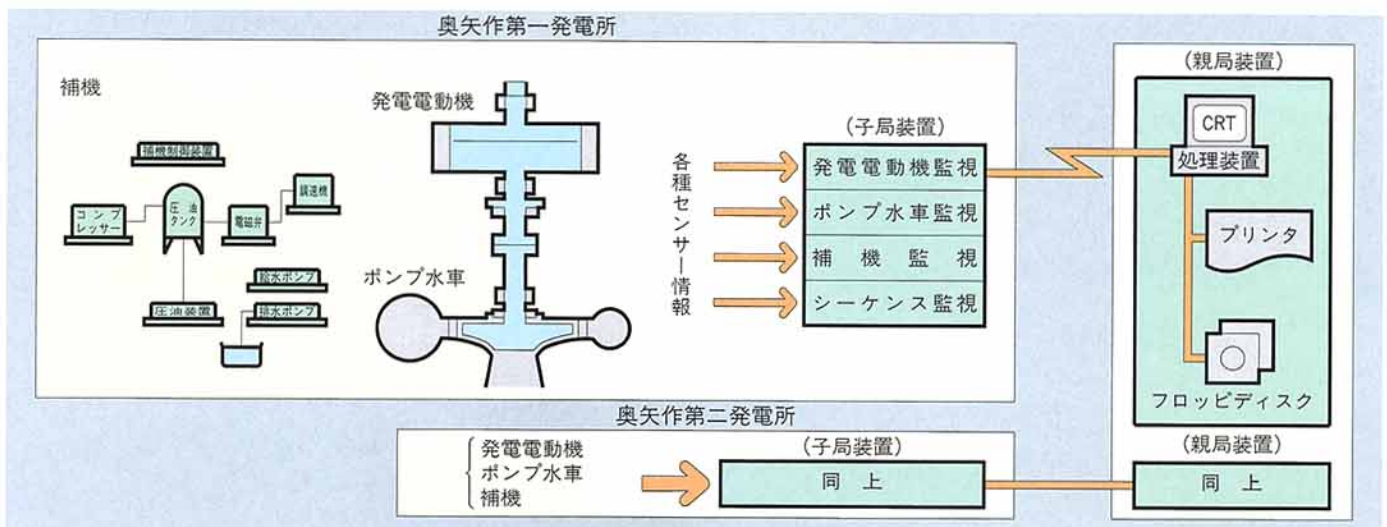 奥矢作第一発電所
補機
補機制御装置
コンプ
レッサー
圧油
タンク
電磁弁
調速機
圧油装置
給水ポンプ
排水ポンプ
発電電動機
ポンプ水車
各種センサー情報
(子局装置)
発電電動機監視
ポンプ水車監視
補機監視
シーケンス監視
(親局装置)
CRT
処理装置
プリンタ
フロッピディスク
奥矢作第二発電所
発電電動機
ポンプ水車
補機
(子局装置)
同上
(親局装置)
同上